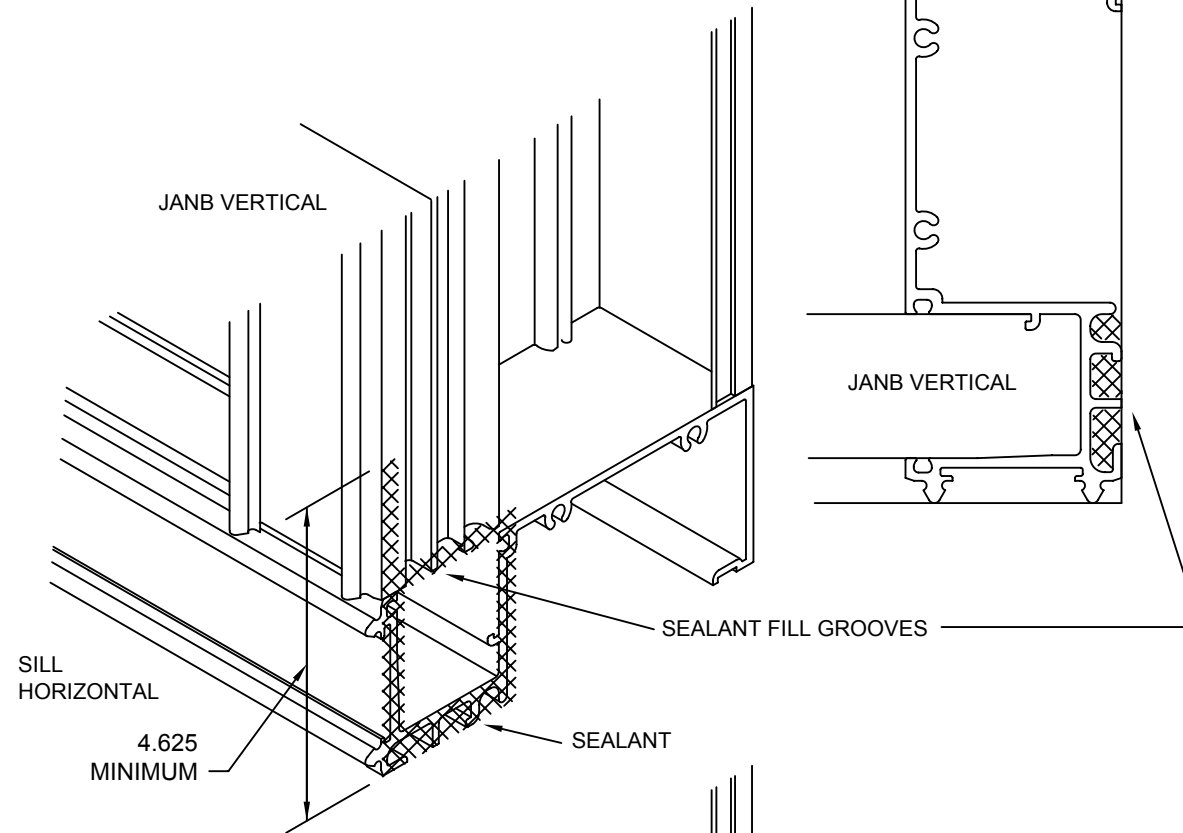 JANB VERTICAL
JANB VERTICAL
SEALANT FILL GROOVES
SILL
HORIZONTAL
4.625
MINIMUM
SEALANT